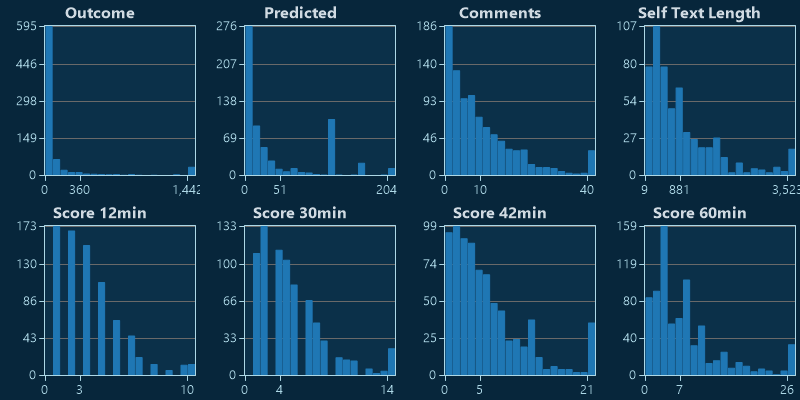 Outcome
595
446
298
149
0
0 360 1,442
Predicted
276
207
138
69
0
0 51 204
Comments
186
140
93
46
0
0 10 40
Self Text Length
107
80
54
27
0
9 881 3,523
Score 12min
173
130
86
43
0
0 3 10
Score 30min
133
100
66
33
0
0 4 14
Score 42min
99
74
50
25
0
0 5 21
Score 60min
159
119
80
40
0
0 7 26